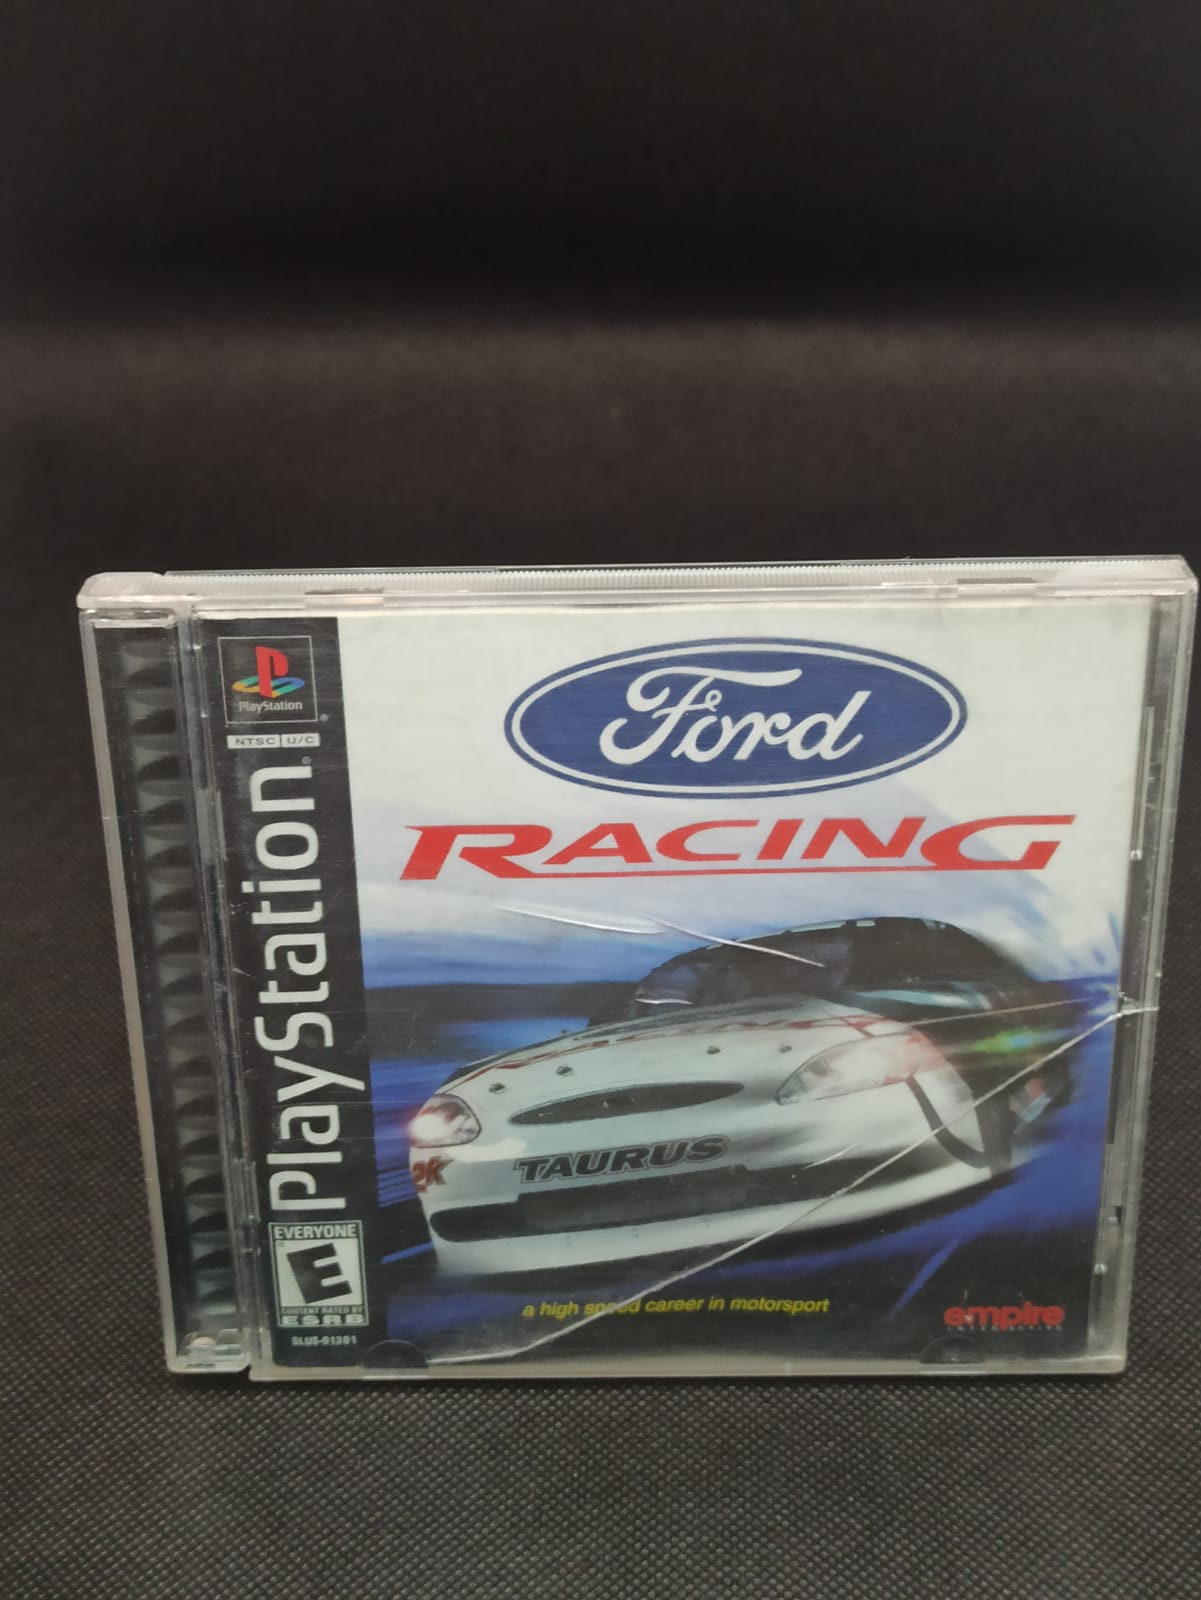 PlayStation
NTSC U/C
PlayStation
EVERYONE
E
CONTENT RATED BY
ESRB
SLUS-01301
Ford
RACING
TAURUS
a high speed career in motorsport
empire